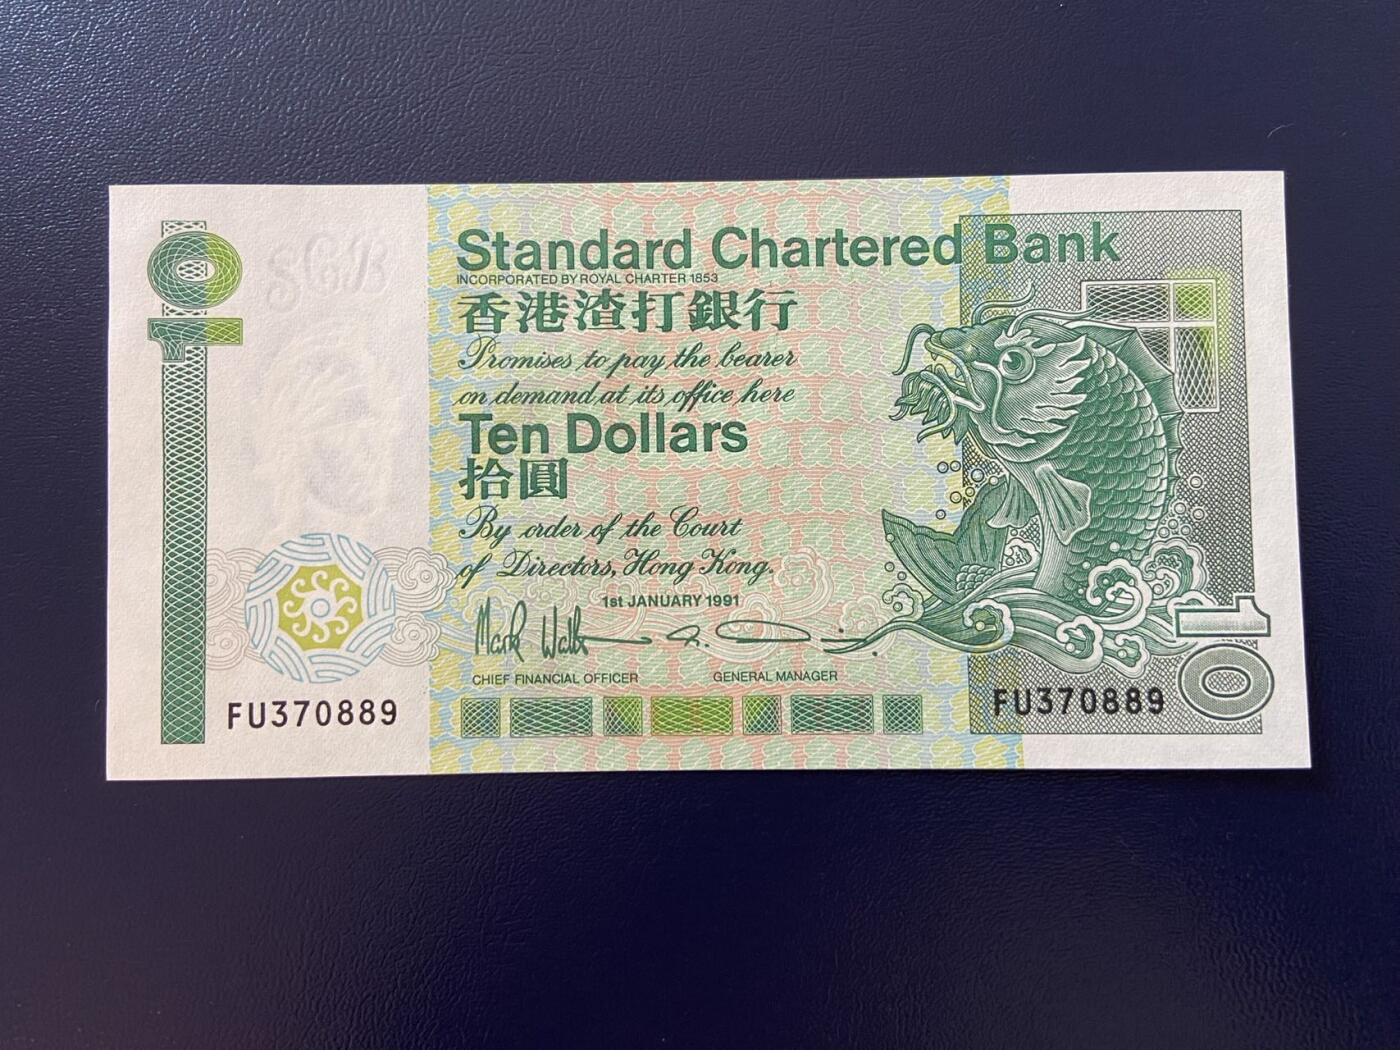 10
SCB
Standard Chartered Bank
INCORPORATED BY ROYAL CHARTER 1853
香港渣打銀行
Promises to pay the bearer
on demand at its office here
Ten Dollars
拾圓
By order of the Court
of Directors, Hong Kong.
1st JANUARY 1991
CHIEF FINANCIAL OFFICER GENERAL MANAGER
FU370889
FU370889
10